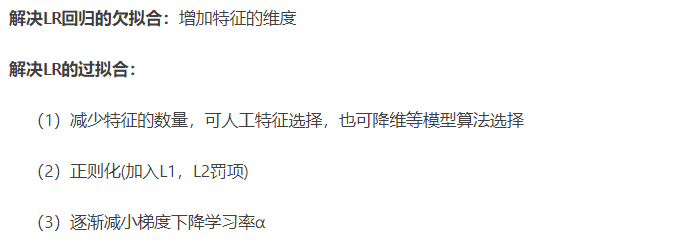 解决LR回归的欠拟合：增加特征的维度
解决LR的过拟合：
（1）减少特征的数量，可人工特征选择，也可降维等模型算法选择
（2）正则化(加入L1，L2罚项)
（3）逐渐减小梯度下降学习率α